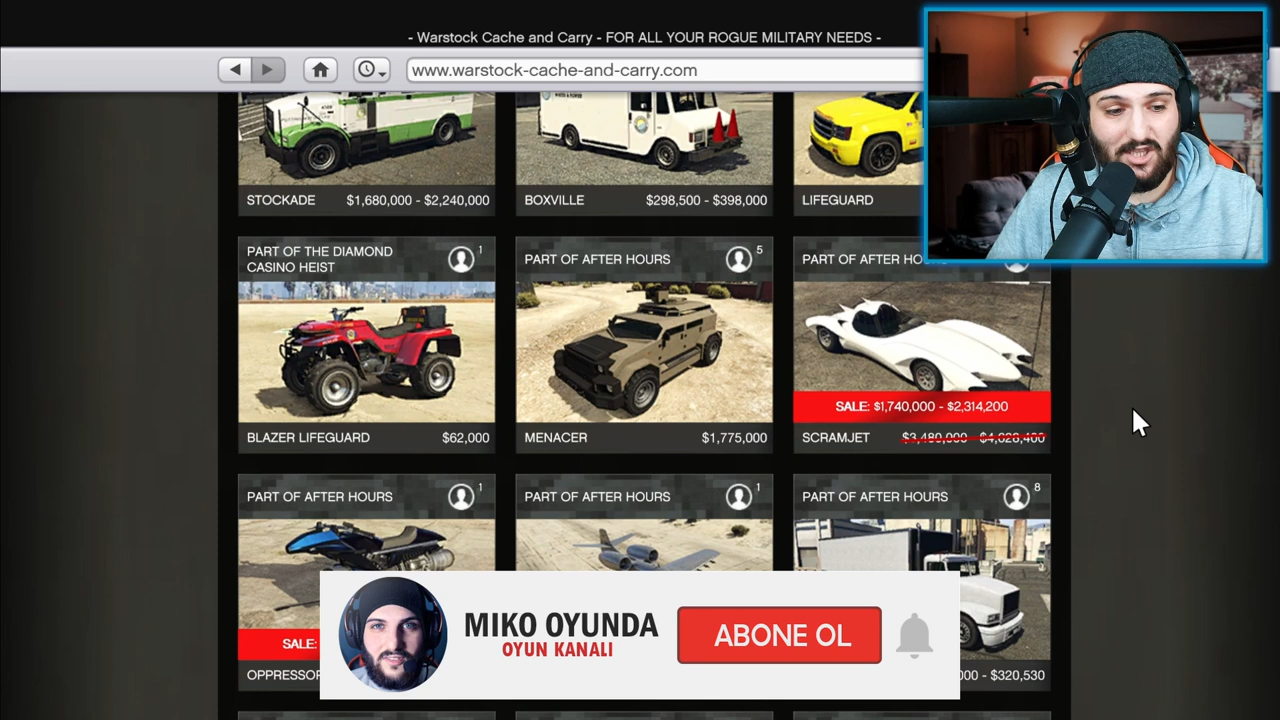 - Warstock Cache and Carry - FOR ALL YOUR ROGUE MILITARY NEEDS -
www.warstock-cache-and-carry.com
STOCKADE $1,680,000 - $2,240,000
BOXVILLE $298,500 - $398,000
LIFEGUARD
PART OF THE DIAMOND
CASINO HEIST
1
PART OF AFTER HOURS 5
PART OF AFTER HO
SALE: $1,740,000 - $2,314,200
BLAZER LIFEGUARD $62,000
MENACER $1,775,000
SCRAMJET $3,480,000 - $4,628,400
PART OF AFTER HOURS 1
PART OF AFTER HOURS 1
PART OF AFTER HOURS 8
SALE:
OPPRESSOR
000 - $320,530
MIKO OYUNDA
OYUN KANALI
ABONE OL